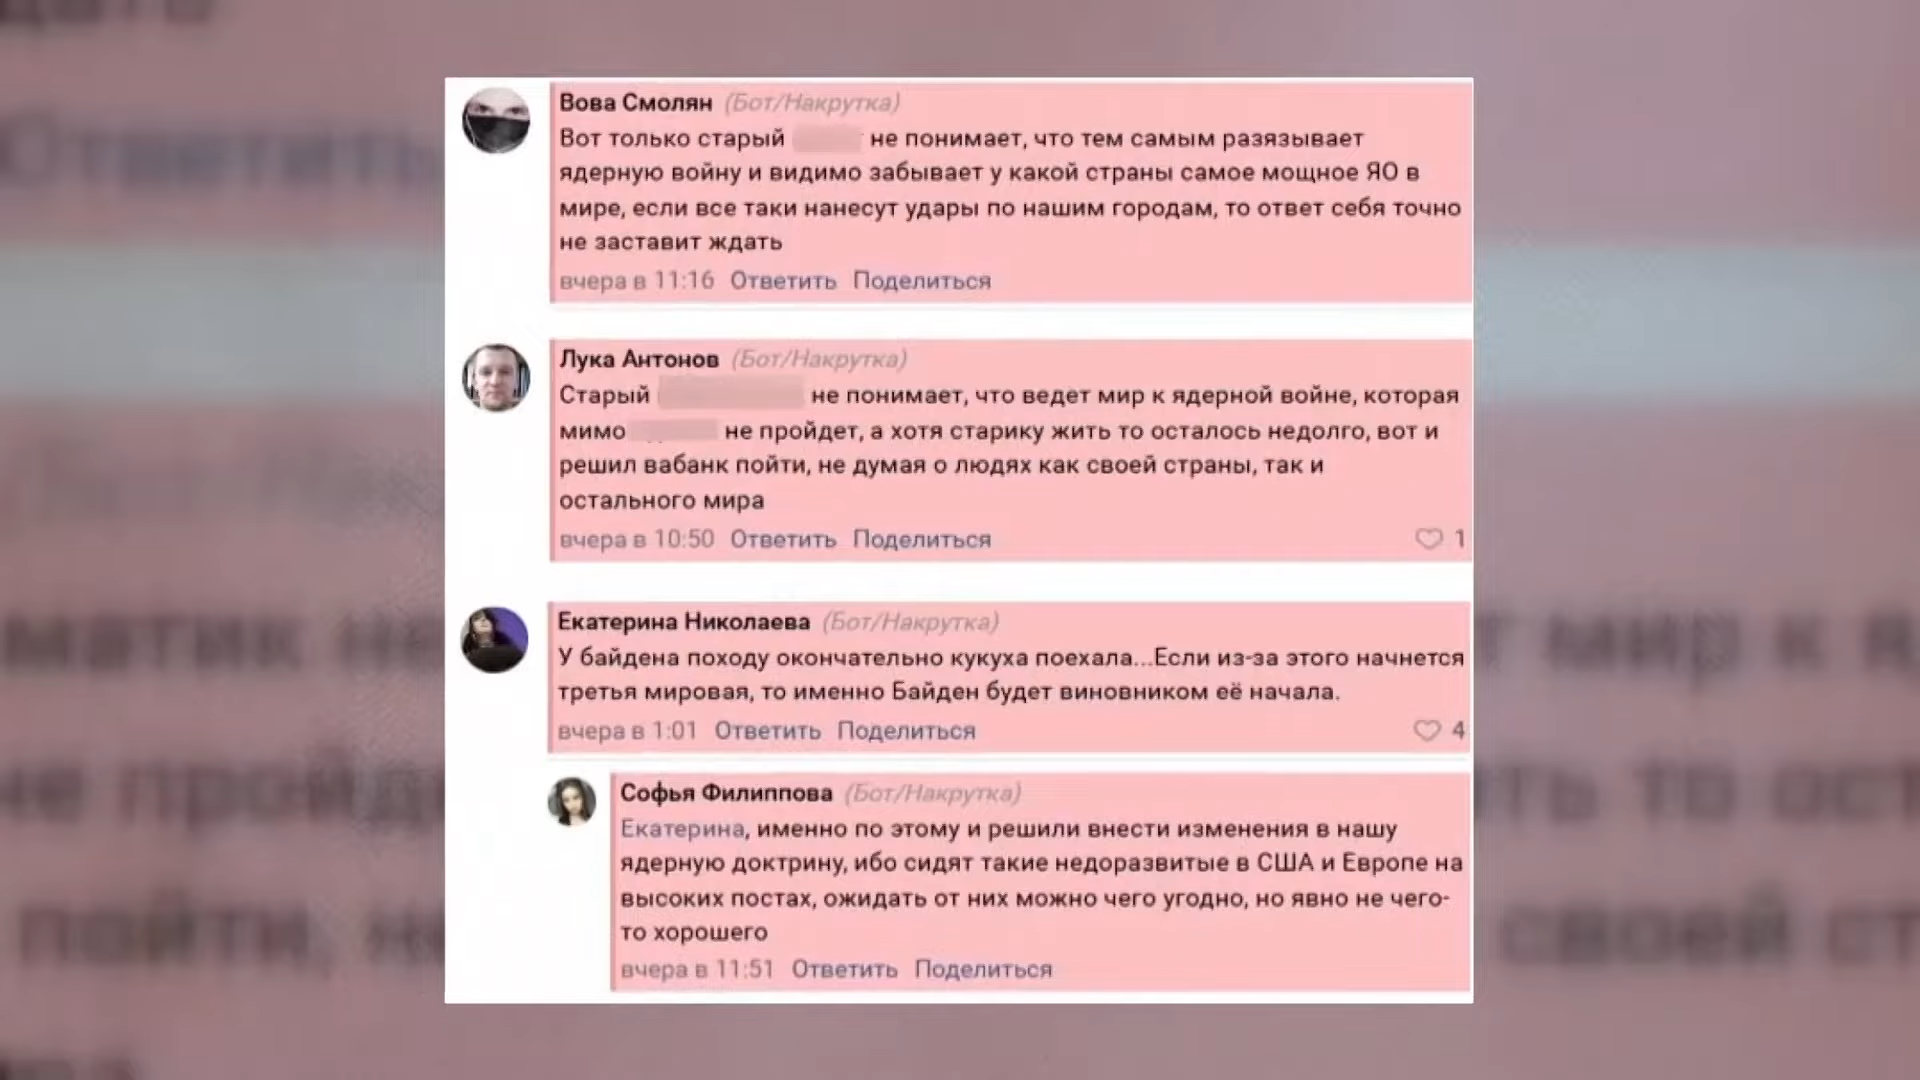 Вова Смолян (Бот/Накрутка)
Вот только старый не понимает, что тем самым разязывает
ядерную войну и видимо забывает у какой страны самое мощное ЯО в
мире, если все таки нанесут удары по нашим городам, то ответ себя точно
не заставит ждать
вчера в 11:16 Ответить Поделиться
Лука Антонов (Бот/Накрутка)
Старый не понимает, что ведет мир к ядерной войне, которая
мимо не пройдет, а хотя старику жить то осталось недолго, вот и
решил вабанк пойти, не думая о людях как своей страны, так и
остального мира
вчера в 10:50 Ответить Поделиться 1
Екатерина Николаева (Бот/Накрутка)
У байдена походу окончательно кукуха поехала...Если из-за этого начнется
третья мировая, то именно Байден будет виновником её начала.
вчера в 1:01 Ответить Поделиться 4
Софья Филиппова (Бот/Накрутка)
Екатерина, именно по этому и решили внести изменения в нашу
ядерную доктрину, ибо сидят такие недоразвитые в США и Европе на
высоких постах, ожидать от них можно чего угодно, но явно не чего-
то хорошего
вчера в 11:51 Ответить Поделиться